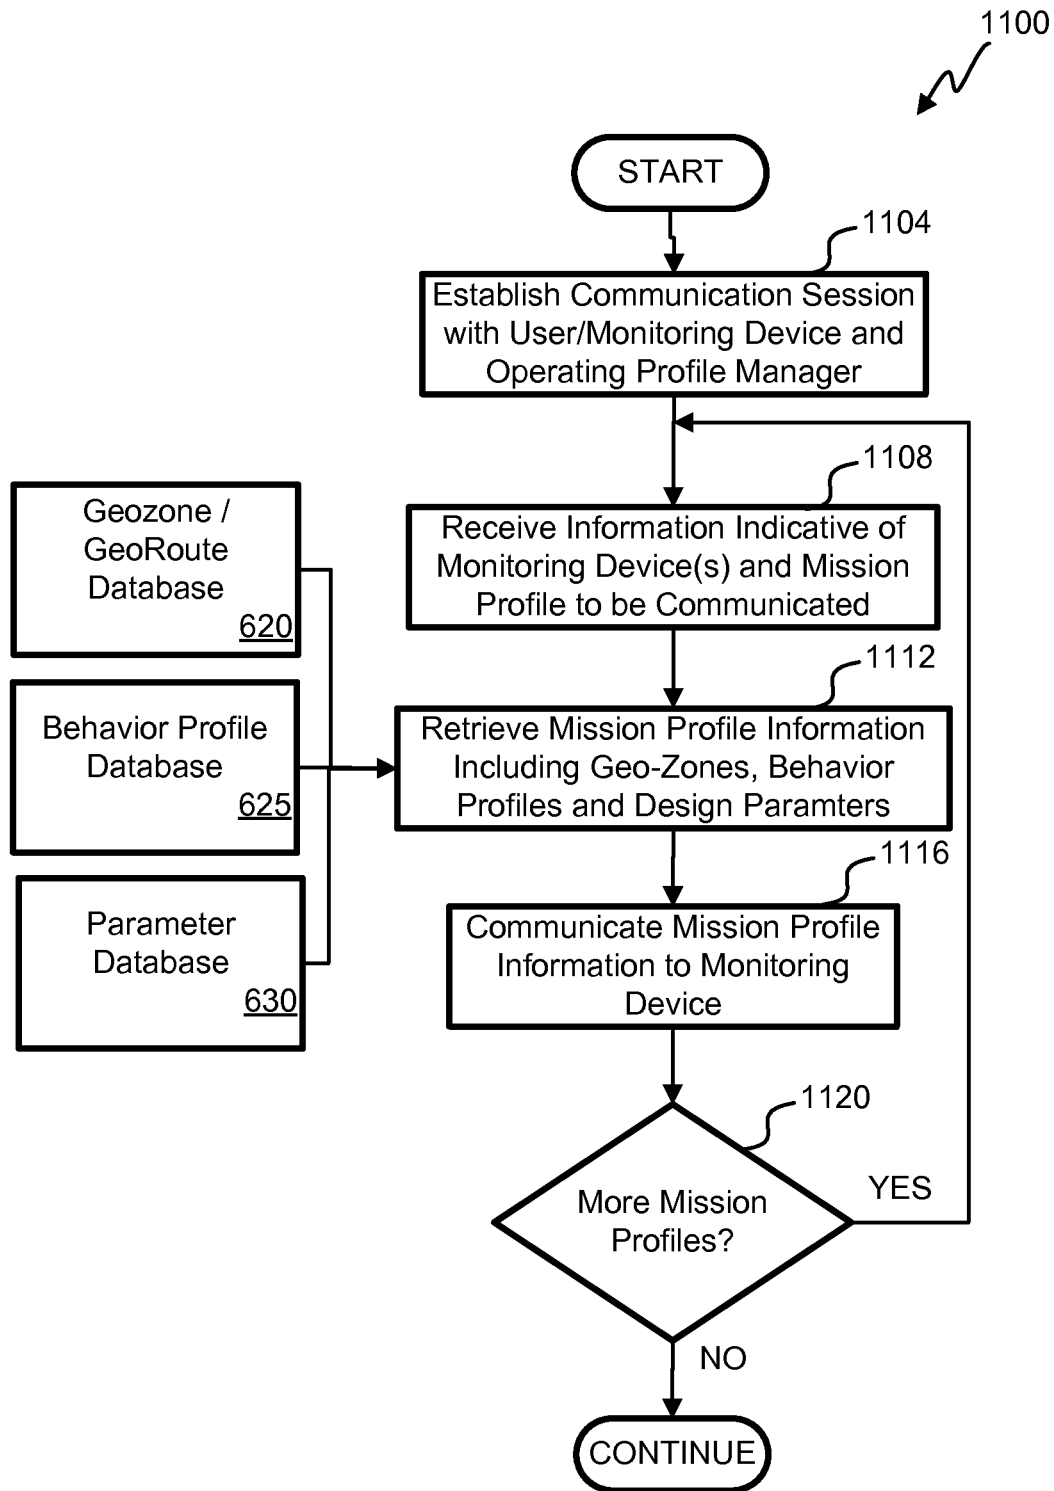 1100
START
1104
Establish Communication Session
with User/Monitoring Device and
Operating Profile Manager
1108
Receive Information Indicative of
Monitoring Device(s) and Mission
Profile to be Communicated
Geozone /
GeoRoute
Database
620
1112
Retrieve Mission Profile Information
Including Geo-Zones, Behavior
Profiles and Design Paramters
Behavior Profile
Database
625
1116
Communicate Mission Profile
Information to Monitoring
Device
Parameter
Database
630
1120
More Mission
Profiles?
YES
NO
CONTINUE